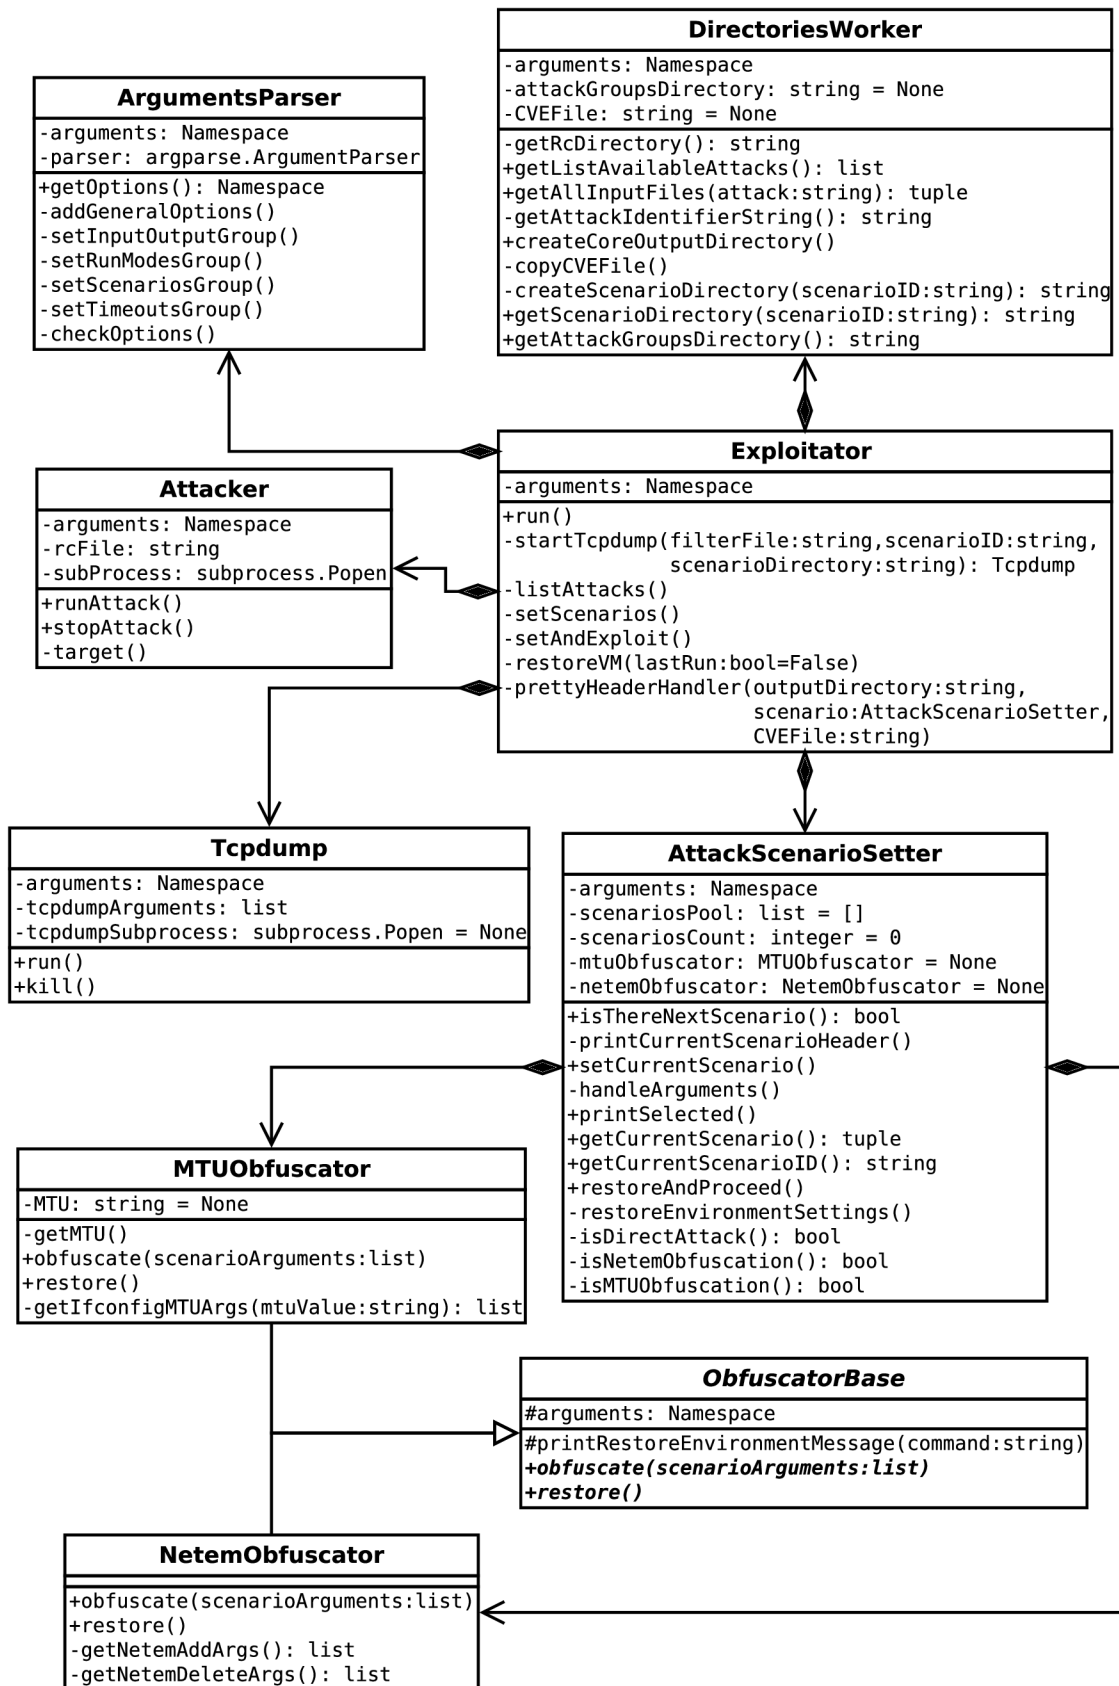 DirectoriesWorker
-arguments: Namespace
-attackGroupsDirectory: string = None
-CVEFile: string = None
-getRcDirectory(): string
+getListAvailableAttacks(): list
+getAllInputFiles(attack:string): tuple
-getAttackIdentifierString(): string
+createCoreOutputDirectory()
-copyCVEFile()
-createScenarioDirectory(scenarioID:string): string
+getScenarioDirectory(scenarioID:string): string
+getAttackGroupsDirectory(): string
ArgumentsParser
-arguments: Namespace
-parser: argparse.ArgumentParser
+getOptions(): Namespace
-addGeneralOptions()
-setInputOutputGroup()
-setRunModesGroup()
-setScenariosGroup()
-setTimeoutsGroup()
-checkOptions()
Exploitator
-arguments: Namespace
+run()
-startTcpdump(filterFile:string,scenarioID:string,
scenarioDirectory:string): Tcpdump
-listAttacks()
-setScenarios()
-setAndExploit()
-restoreVM(lastRun:bool=False)
-prettyHeaderHandler(outputDirectory:string,
scenario:AttackScenarioSetter,
CVEFile:string)
Attacker
-arguments: Namespace
-rcFile: string
-subProcess: subprocess.Popen
+runAttack()
+stopAttack()
-target()
Tcpdump
-arguments: Namespace
-tcpdumpArguments: list
-tcpdumpSubprocess: subprocess.Popen = None
+run()
+kill()
AttackScenarioSetter
-arguments: Namespace
-scenariosPool: list = []
-scenariosCount: integer = 0
-mtuObfuscator: MTUObfuscator = None
-netemObfuscator: NetemObfuscator = None
+isThereNextScenario(): bool
-printCurrentScenarioHeader()
+setCurrentScenario()
-handleArguments()
+printSelected()
+getCurrentScenario(): tuple
+getCurrentScenarioID(): string
+restoreAndProceed()
-restoreEnvironmentSettings()
-isDirectAttack(): bool
-isNetemObfuscation(): bool
-isMTUObfuscation(): bool
MTUObfuscator
-MTU: string = None
-getMTU()
+obfuscate(scenarioArguments:list)
+restore()
-getIfconfigMTUArgs(mtuValue:string): list
ObfuscatorBase
#arguments: Namespace
#printRestoreEnvironmentMessage(command:string)
+obfuscate(scenarioArguments:list)
+restore()
NetemObfuscator
+obfuscate(scenarioArguments:list)
+restore()
-getNetemAddArgs(): list
-getNetemDeleteArgs(): list